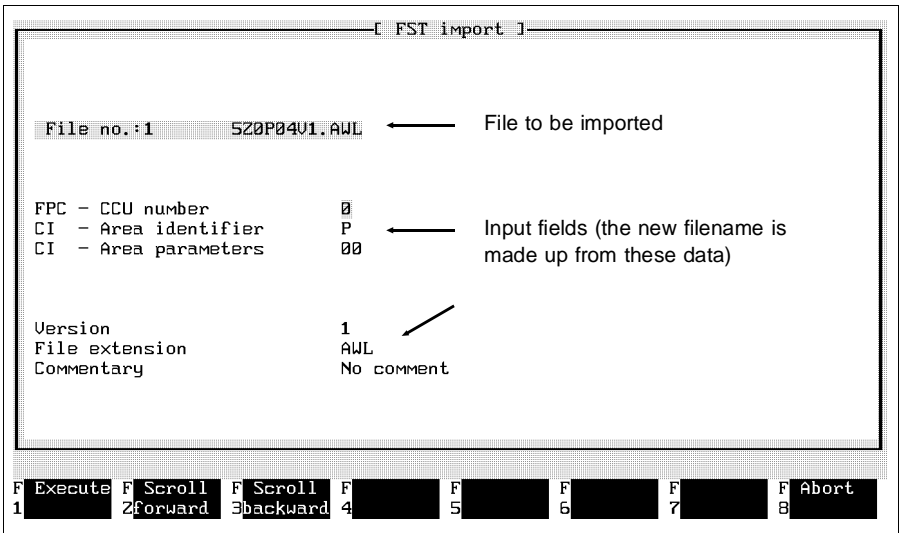 [ FST import ]
File no.:1 5Z0P04V1.AWL
File to be imported
FPC - CCU number 0
CI - Area identifier P
CI - Area parameters 00
Input fields (the new filename is
made up from these data)
Version 1
File extension AWL
Commentary No comment
F1 Execute F2 Scroll forward F3 Scroll backward F4 F5 F6 F7 F8 Abort